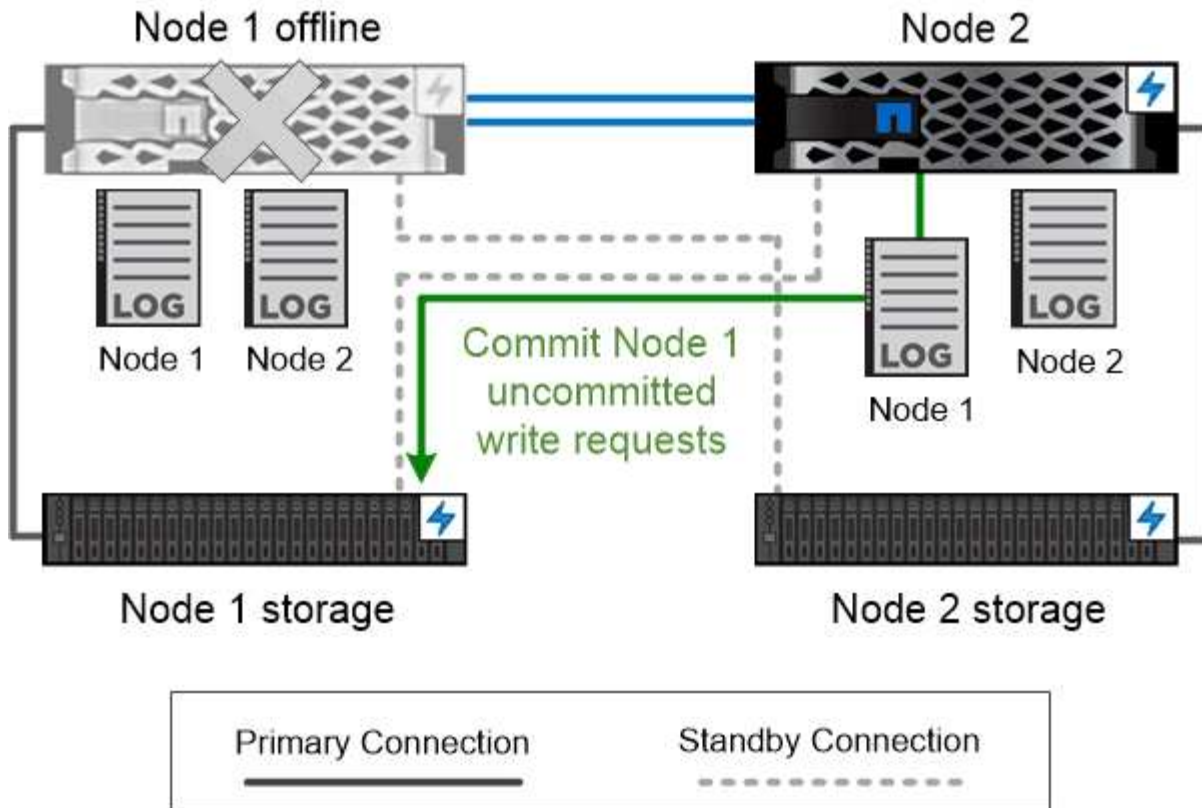 Node 1 offline
Node 2
LOG
LOG
Node 1
Node 2
LOG
LOG
Node 1
Node 2
Commit Node 1
uncommitted
write requests
Node 1 storage
Node 2 storage
Primary Connection
Standby Connection